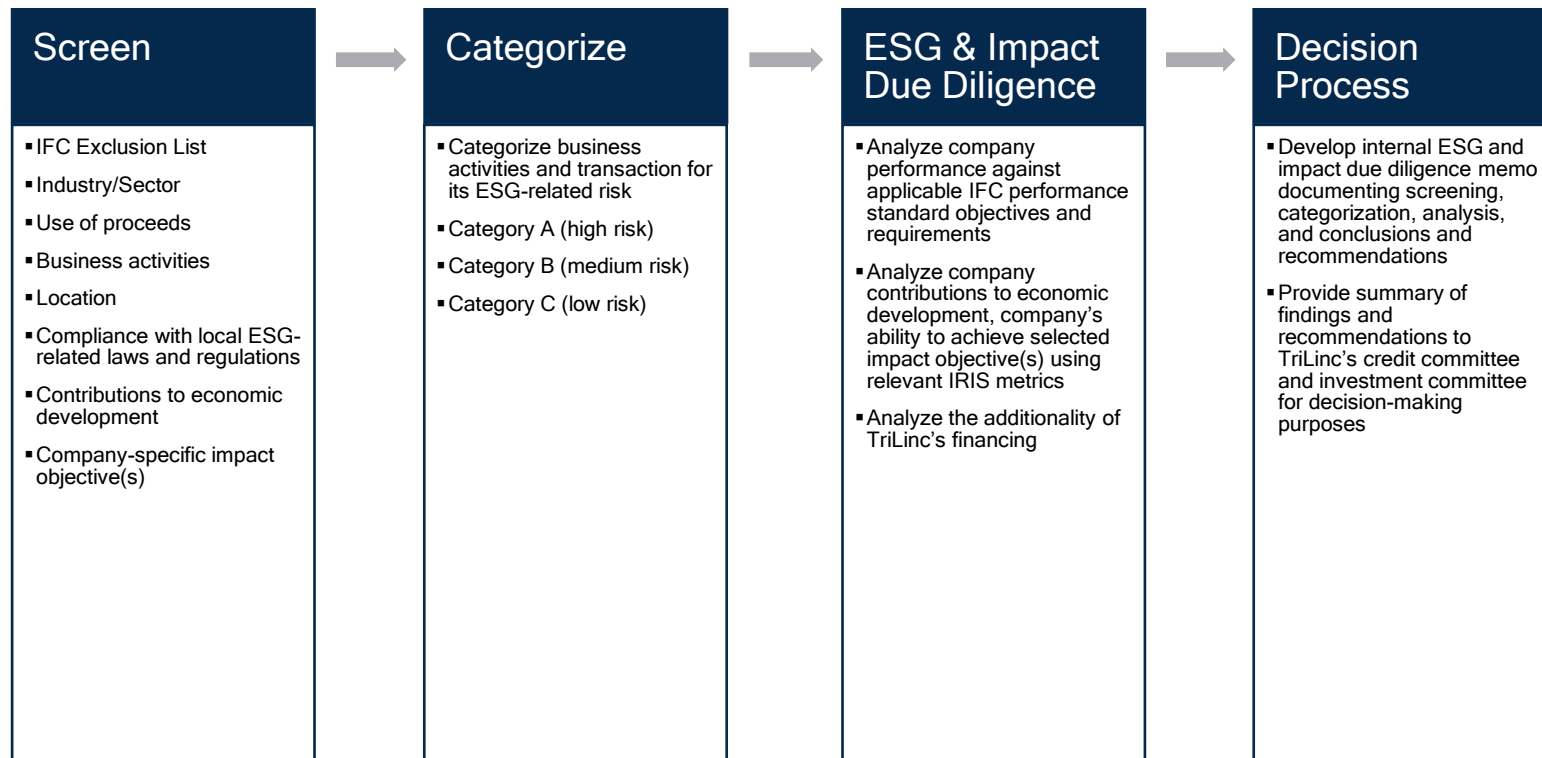 Screen
▪IFC Exclusion List
▪Industry/Sector
▪Use of proceeds
▪Business activities
▪Location
▪Compliance with local ESG-
related laws and regulations
▪Contributions to economic
development
▪Company-specific impact
objective(s)
Categorize
▪Categorize business
activities and transaction for
its ESG-related risk
▪Category A (high risk)
▪Category B (medium risk)
▪Category C (low risk)
ESG & Impact
Due Diligence
▪Analyze company
performance against
applicable IFC performance
standard objectives and
requirements
▪Analyze company
contributions to economic
development, company’s
ability to achieve selected
impact objective(s) using
relevant IRIS metrics
▪Analyze the additionality of
TriLinc’s financing
Decision
Process
▪Develop internal ESG and
impact due diligence memo
documenting screening,
categorization, analysis,
and conclusions and
recommendations
▪Provide summary of
findings and
recommendations to
TriLinc’s credit committee
and investment committee
for decision-making
purposes